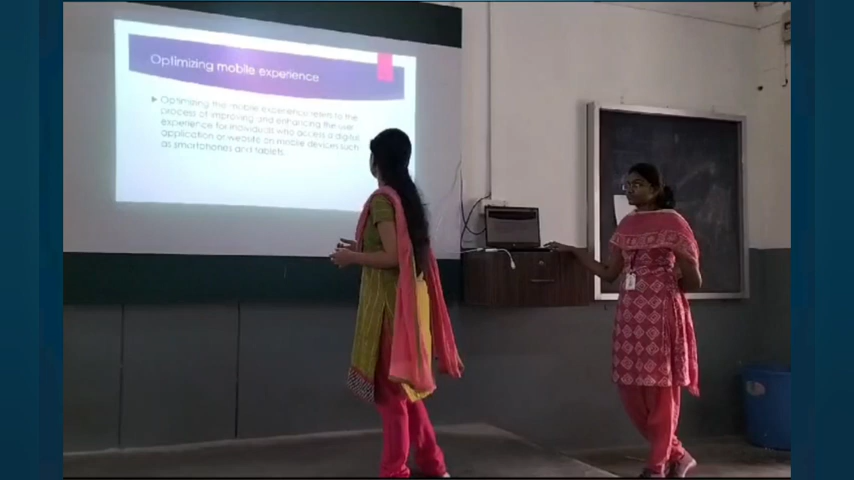 Optimizing mobile experience
Optimizing the mobile experience refers to the
process of improving and enhancing the user
experience for individuals who access a digital
application or website on mobile devices such
as smartphones and tablets.